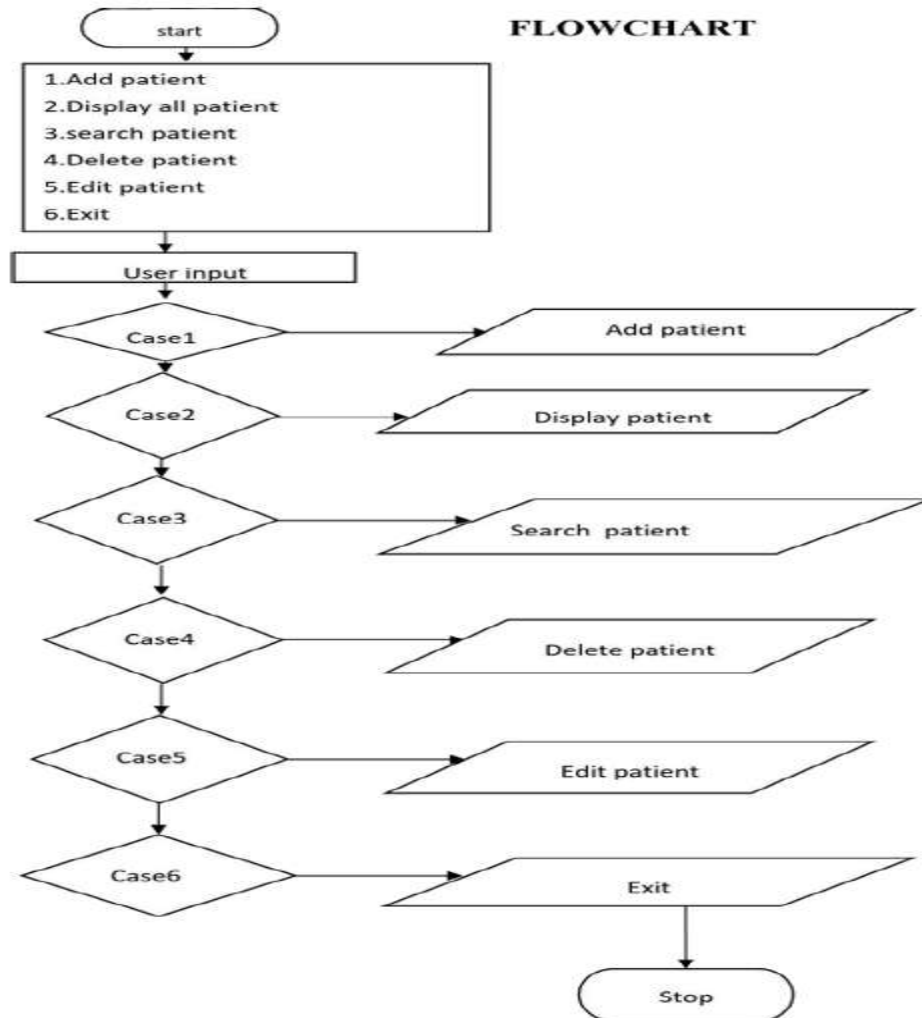 start
FLOWCHART
1.Add patient
2.Display all patient
3.search patient
4.Delete patient
5.Edit patient
6.Exit
User input
Case1
Add patient
Case2
Display patient
Case3
Search patient
Case4
Delete patient
Case5
Edit patient
Case6
Exit
Stop